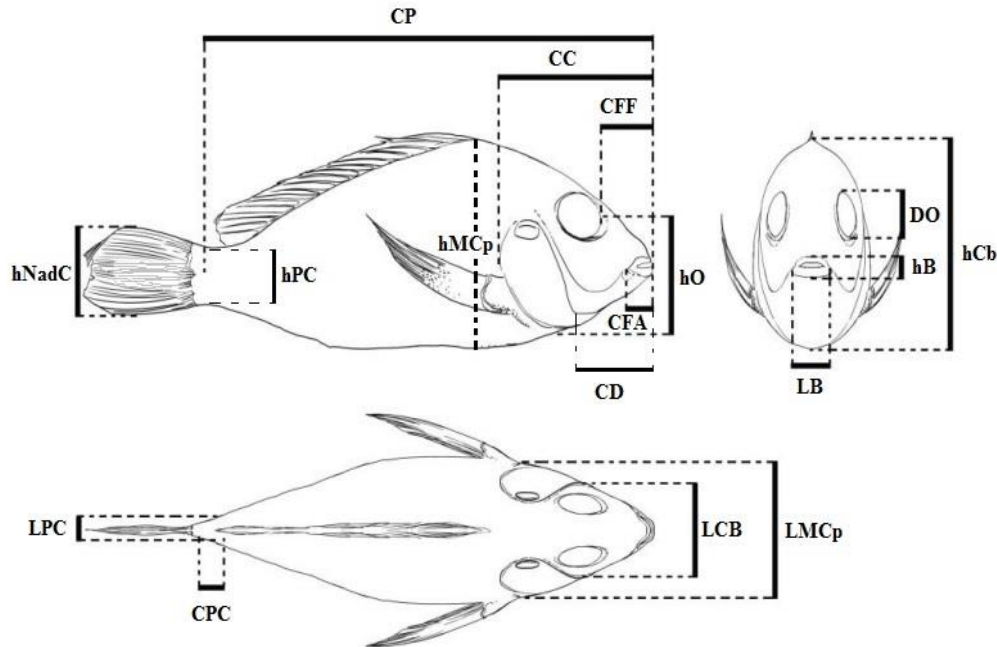 CP
CC
CFF
hNadC
hPC
hMCp
hO
CFA
CD
DO
hB
hCb
LB
LPC
CPC
LCB
LMCp